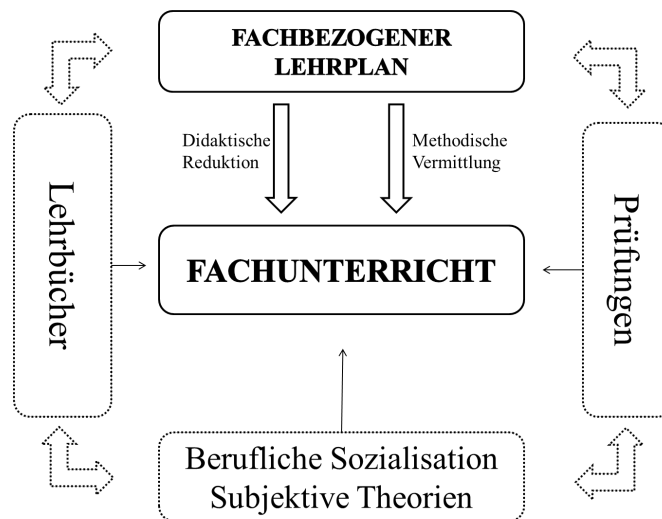 FACHBEZOGENER
LEHRPLAN
Didaktische
Reduktion
Methodische
Vermittlung
Lehrbücher
FACHUNTERRICHT
Prüfungen
Berufliche Sozialisation
Subjektive Theorien